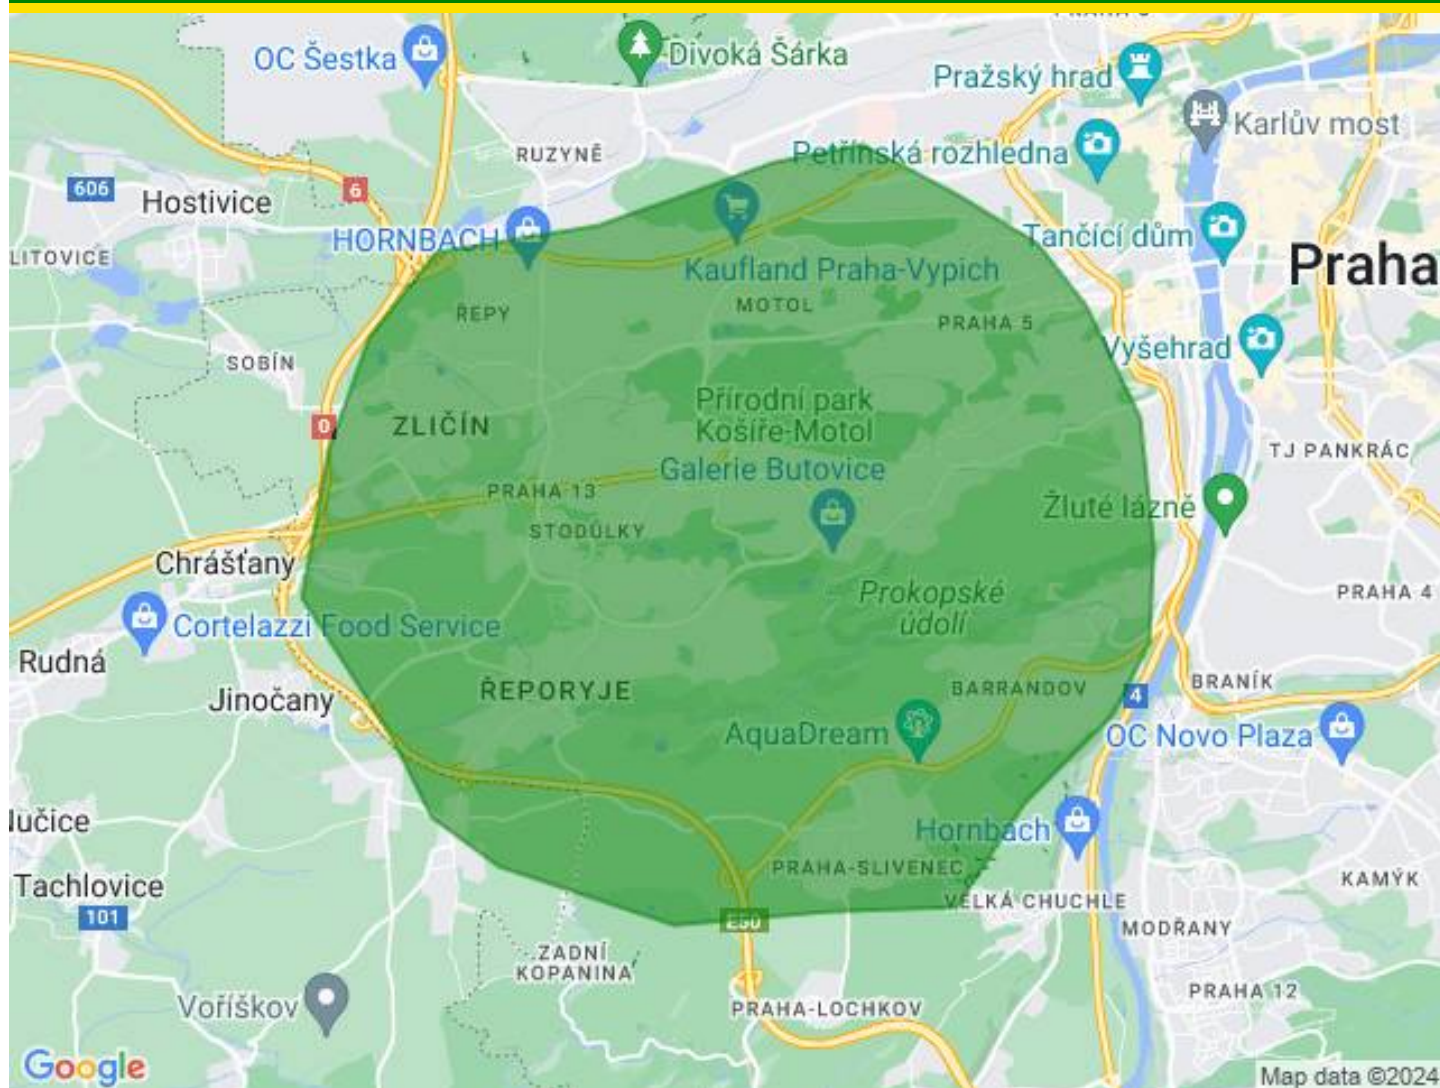 OC Šestka
Divoká Šárka
Pražský hrad
Karlův most
RUZYNĚ
Petřínská rozhledna
606
6
Hostivice
HORNBACH
Tančící dům
LITOVICE
Kaufland Praha-Vypich
Praha
ŘEPY
MOTOL
PRAHA 5
SOBÍN
Vyšehrad
Přírodní park
Košíře-Motol
0
ZLIČÍN
TJ PANKRÁC
Galerie Butovice
PRAHA 13
Žluté lázně
STODŮLKY
Chrášťany
Prokopské
údolí
PRAHA 4
Cortelazzi Food Service
Rudná
ŘEPORYJE
BARRANDOV
4
BRANÍK
Jinočany
AquaDream
OC Novo Plaza
Nučice
Hornbach
PRAHA-SLIVENEC
KAMÝK
Tachlovice
VELKÁ CHUCHLE
101
E50
MODŘANY
ZADNÍ
KOPANINA
PRAHA 12
Voříškov
PRAHA-LOCHKOV
Google
Map data ©2024